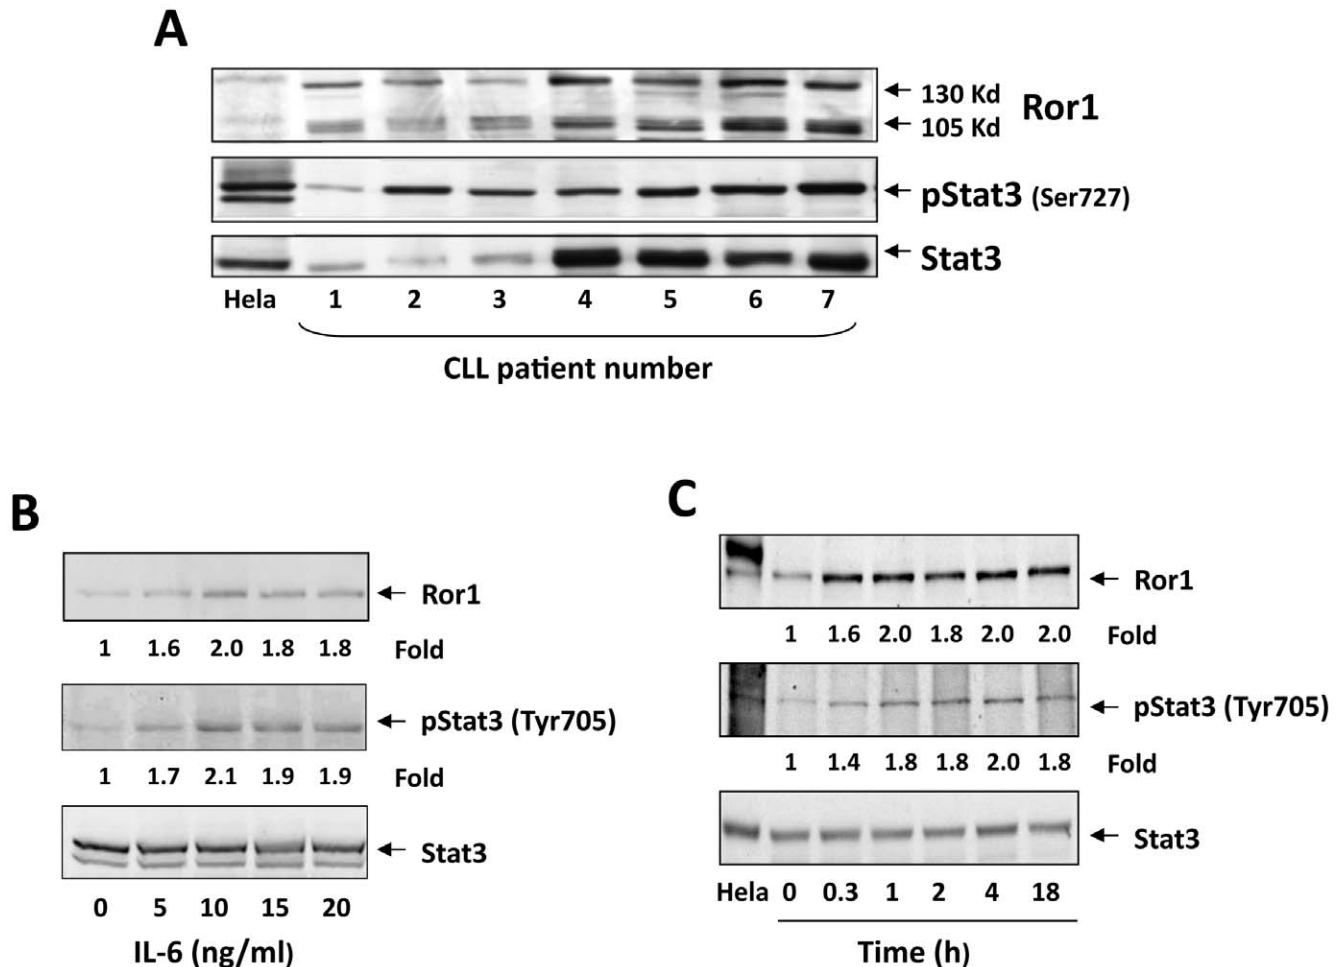 A
130 Kd
105 Kd
Ror1
pStat3 (Ser727)
Stat3
Hela 1 2 3 4 5 6 7
CLL patient number
B
Ror1
1 1.6 2.0 1.8 1.8 Fold
pStat3 (Tyr705)
1 1.7 2.1 1.9 1.9 Fold
Stat3
0 5 10 15 20
IL-6 (ng/ml)
C
Ror1
1 1.6 2.0 1.8 2.0 2.0 Fold
pStat3 (Tyr705)
1 1.4 1.8 1.8 2.0 1.8 Fold
Stat3
Hela 0 0.3 1 2 4 18
Time (h)